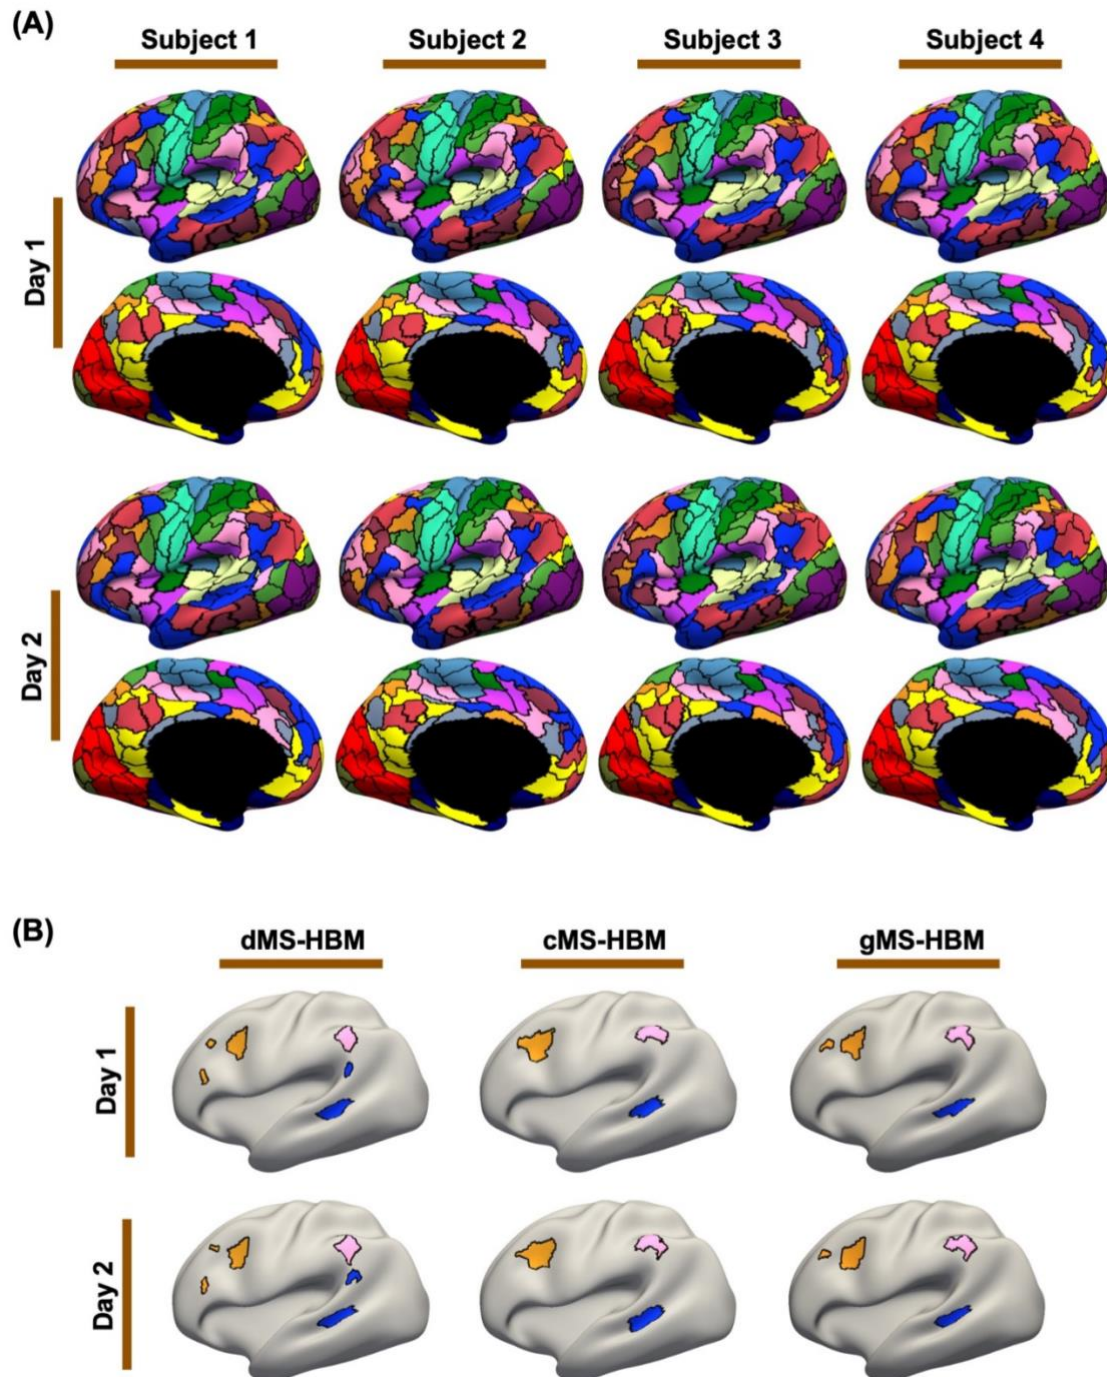 (A)
Subject 1
Subject 2
Subject 3
Subject 4
Day 1
Day 2
(B)
dMS-HBM
cMS-HBM
gMS-HBM
Day 1
Day 2